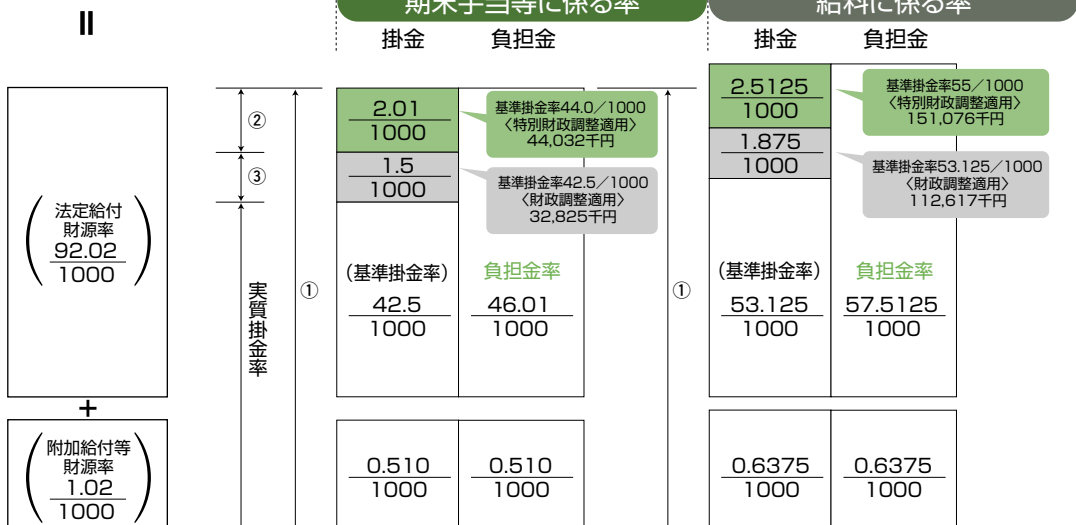 =
期末手当等に係る率
給料に係る率
掛金
負担金
掛金
負担金
法定給付
財源率
92.02
1000
+
附加給付等
財源率
1.02
1000
②
③
実質掛金率
①
2.01
1000
1.5
1000
基準掛金率44.0／1000
〈特別財政調整適用〉
44,032千円
基準掛金率42.5／1000
〈財政調整適用〉
32,825千円
(基準掛金率)
42.5
1000
負担金率
46.01
1000
0.510
1000
0.510
1000
①
2.5125
1000
1.875
1000
基準掛金率55／1000
〈特別財政調整適用〉
151,076千円
基準掛金率53.125／1000
〈財政調整適用〉
112,617千円
(基準掛金率)
53.125
1000
負担金率
57.5125
1000
0.6375
1000
0.6375
1000